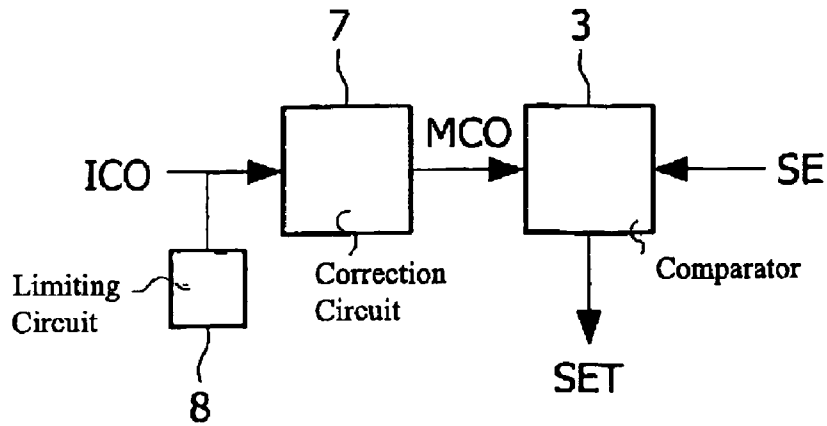 7
3
ICO
MCO
SE
Limiting
Circuit
Correction
Circuit
Comparator
8
SET